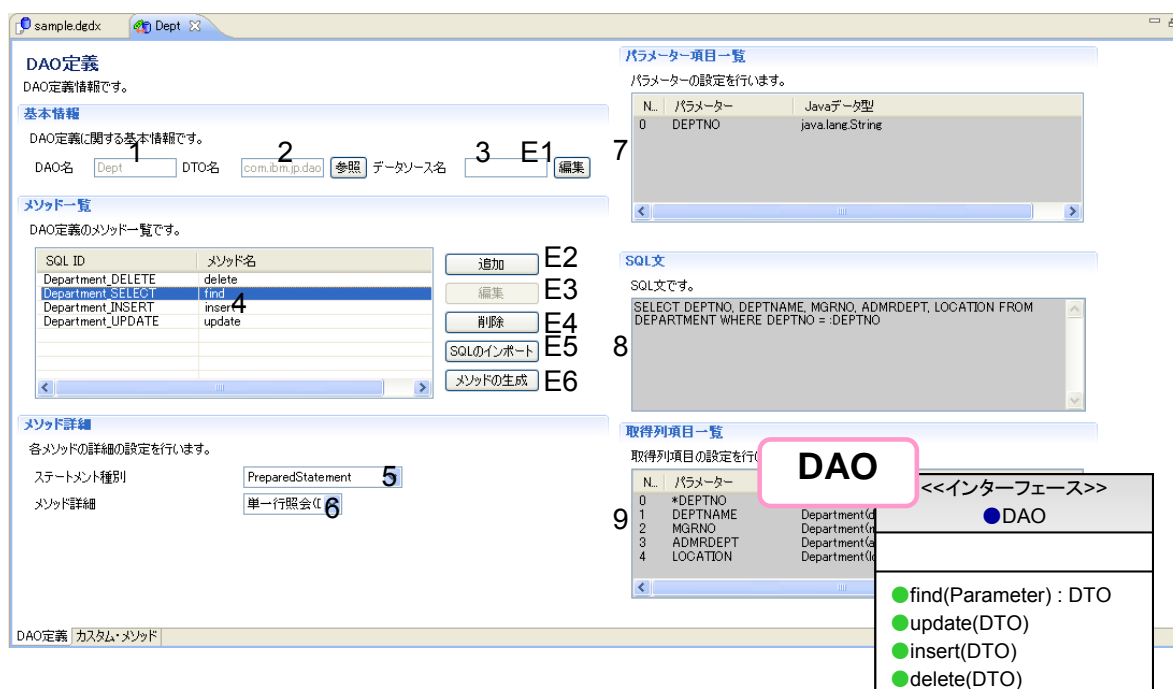 sample.dgdx Dept
DAO定義
DAO定義情報です。
基本情報
DAO定義に関する基本情報です。
1 2 3 E1
DAO名 Dept DTO名 com.ibm.jp.dao 参照 データソース名 編集
メソッド一覧
DAO定義のメソッド一覧です。
SQL ID メソッド名
Department_DELETE delete
Department_SELECT find
Department_INSERT insert
Department_UPDATE update
4
追加 E2
編集 E3
削除 E4
SQLのインポート E5
メソッドの生成 E6
メソッド詳細
各メソッドの詳細の設定を行います。
ステートメント種別 PreparedStatement 5
メソッド詳細 単一行照会(D 6
DAO定義 カスタム・メソッド
パラメーター項目一覧
パラメーターの設定を行います。
N... パラメーター Javaデータ型
0 DEPTNO java.lang.String
7
SQL文
SQL文です。
SELECT DEPTNO, DEPTNAME, MGRNO, ADMRDEPT, LOCATION FROM
DEPARTMENT WHERE DEPTNO = :DEPTNO
8
取得列項目一覧
取得列項目の設定を行
N... パラメーター
0 *DEPTNO
1 DEPTNAME Department(d
2 MGRNO Department(m
3 ADMRDEPT Department(a
4 LOCATION Department(lo
9
DAO
<<インターフェース>>
DAO
find(Parameter) : DTO
update(DTO)
insert(DTO)
delete(DTO)